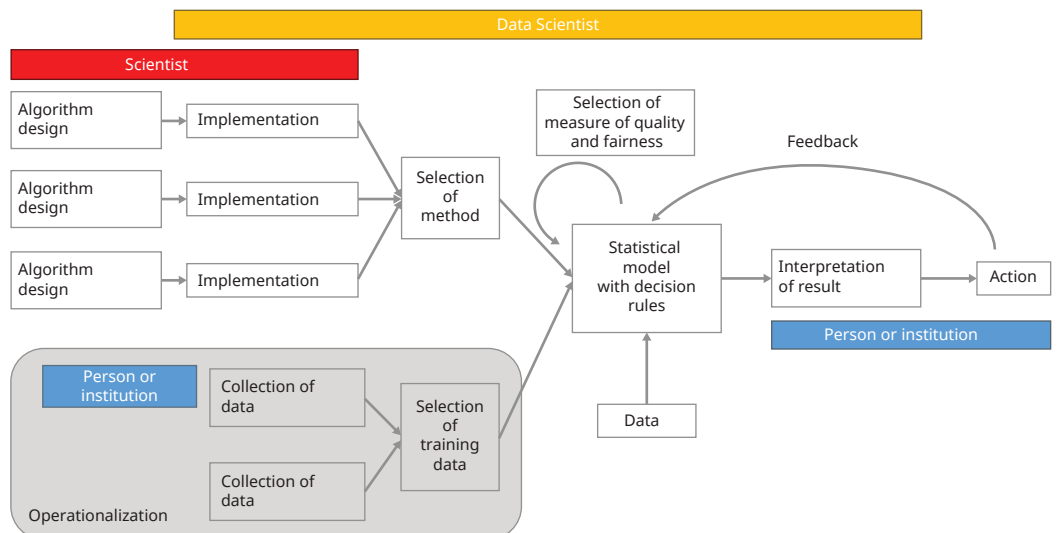 Data Scientist
Scientist
Algorithm
design
Implementation
Algorithm
design
Implementation
Algorithm
design
Implementation
Selection
of
method
Selection of
measure of quality
and fairness
Feedback
Statistical
model
with decision
rules
Interpretation
of result
Action
Person or institution
Data
Person or
institution
Collection of
data
Collection of
data
Selection
of
training
data
Operationalization